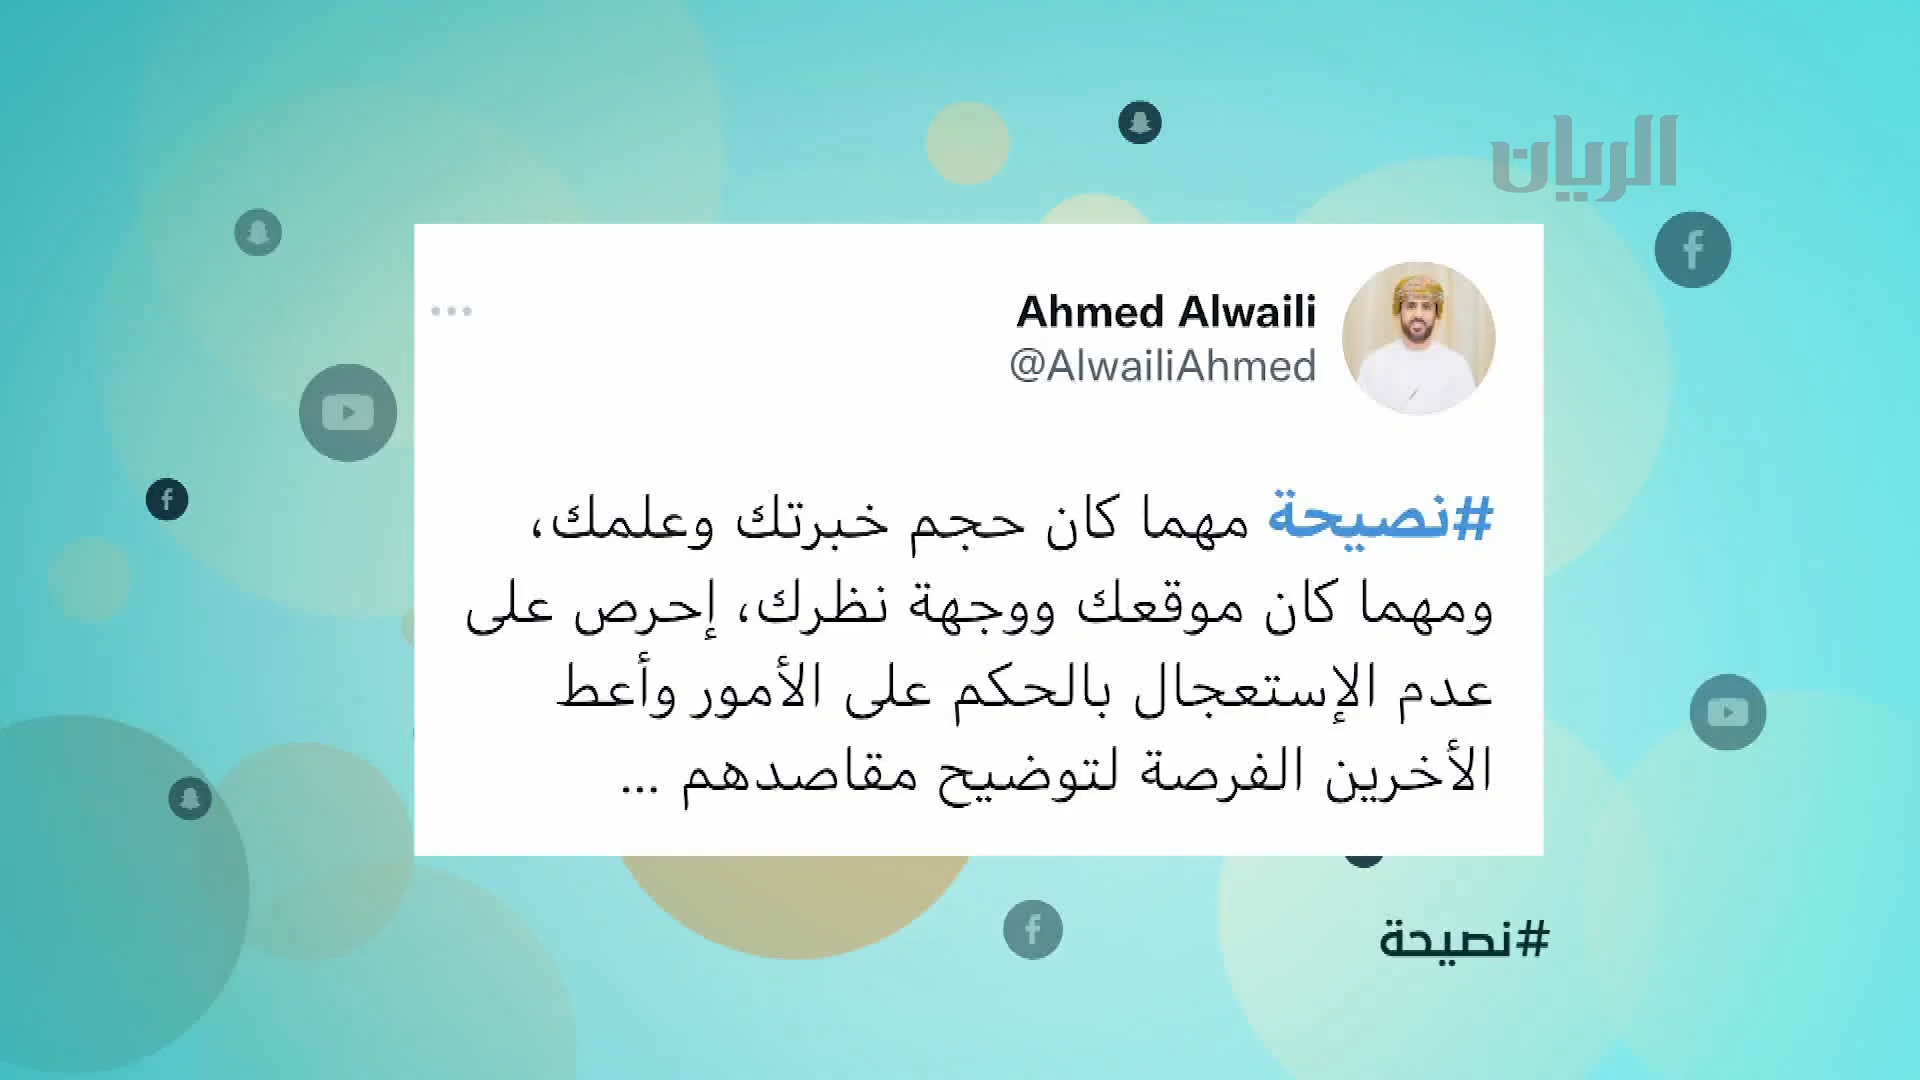 الريان
Ahmed Alwaili
@AlwailiAhmed
#نصيحة مهما كان حجم خبرتك وعلمك،
ومهما كان موقعك ووجهة نظرك، إحرص على
عدم الإستعجال بالحكم على الأمور وأعط
الأخرين الفرصة لتوضيح مقاصدهم ...
#نصيحة